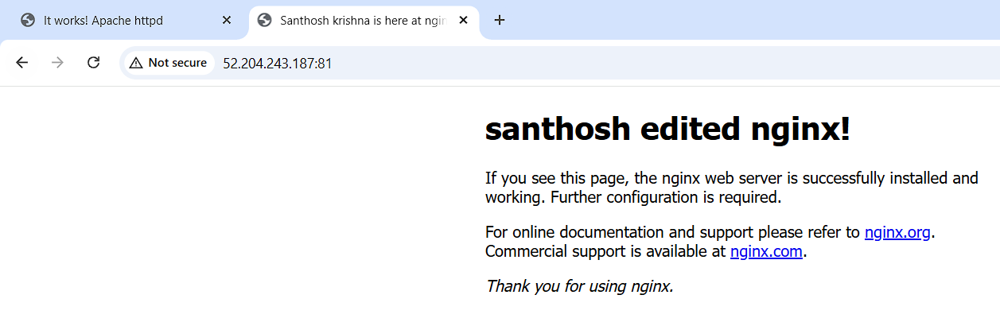 It works! Apache httpd
Santhosh krishna is here at ngin
Not secure 52.204.243.187:81
santhosh edited nginx!
If you see this page, the nginx web server is successfully installed and
working. Further configuration is required.
For online documentation and support please refer to nginx.org.
Commercial support is available at nginx.com.
Thank you for using nginx.